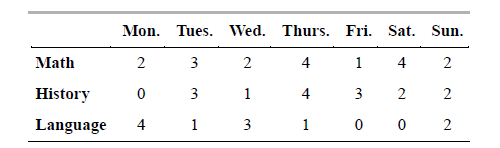 Mon. Tues. Wed. Thurs. Fri. Sat. Sun.
Math 2 3 2 4 1 4 2
History 0 3 1 4 3 2 2
Language 4 1 3 1 0 0 2